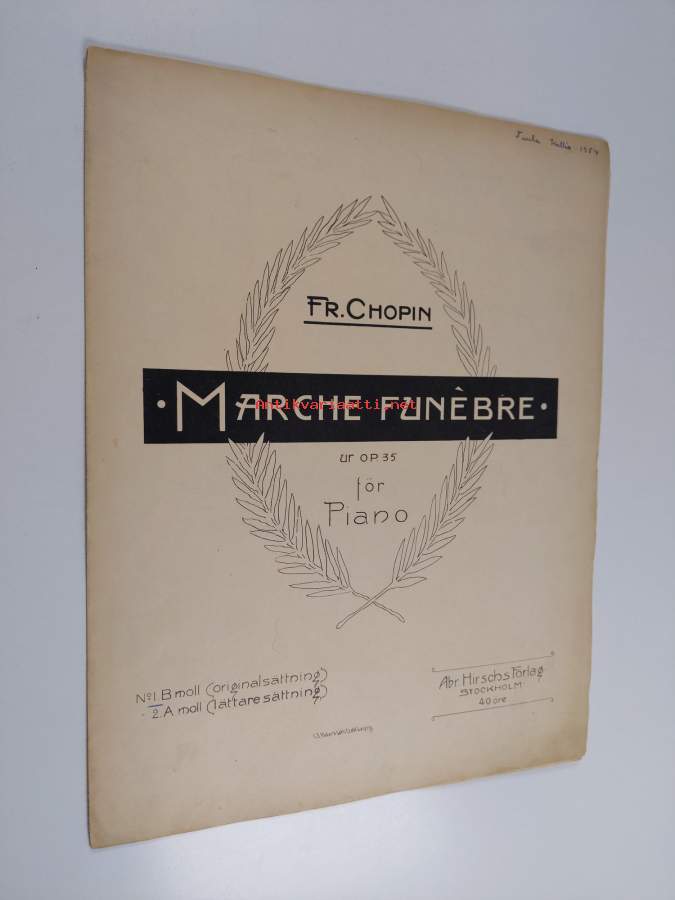 1954
FR. CHOPIN
· MARCHE FUNÈBRE ·
Antikvariaatti.net
ur OP. 35
för
Piano
No 1. B moll (originalsättning)
· 2. A moll (lättare sättning)
Abr. Hirschs Förlag
STOCKHOLM
40 öre